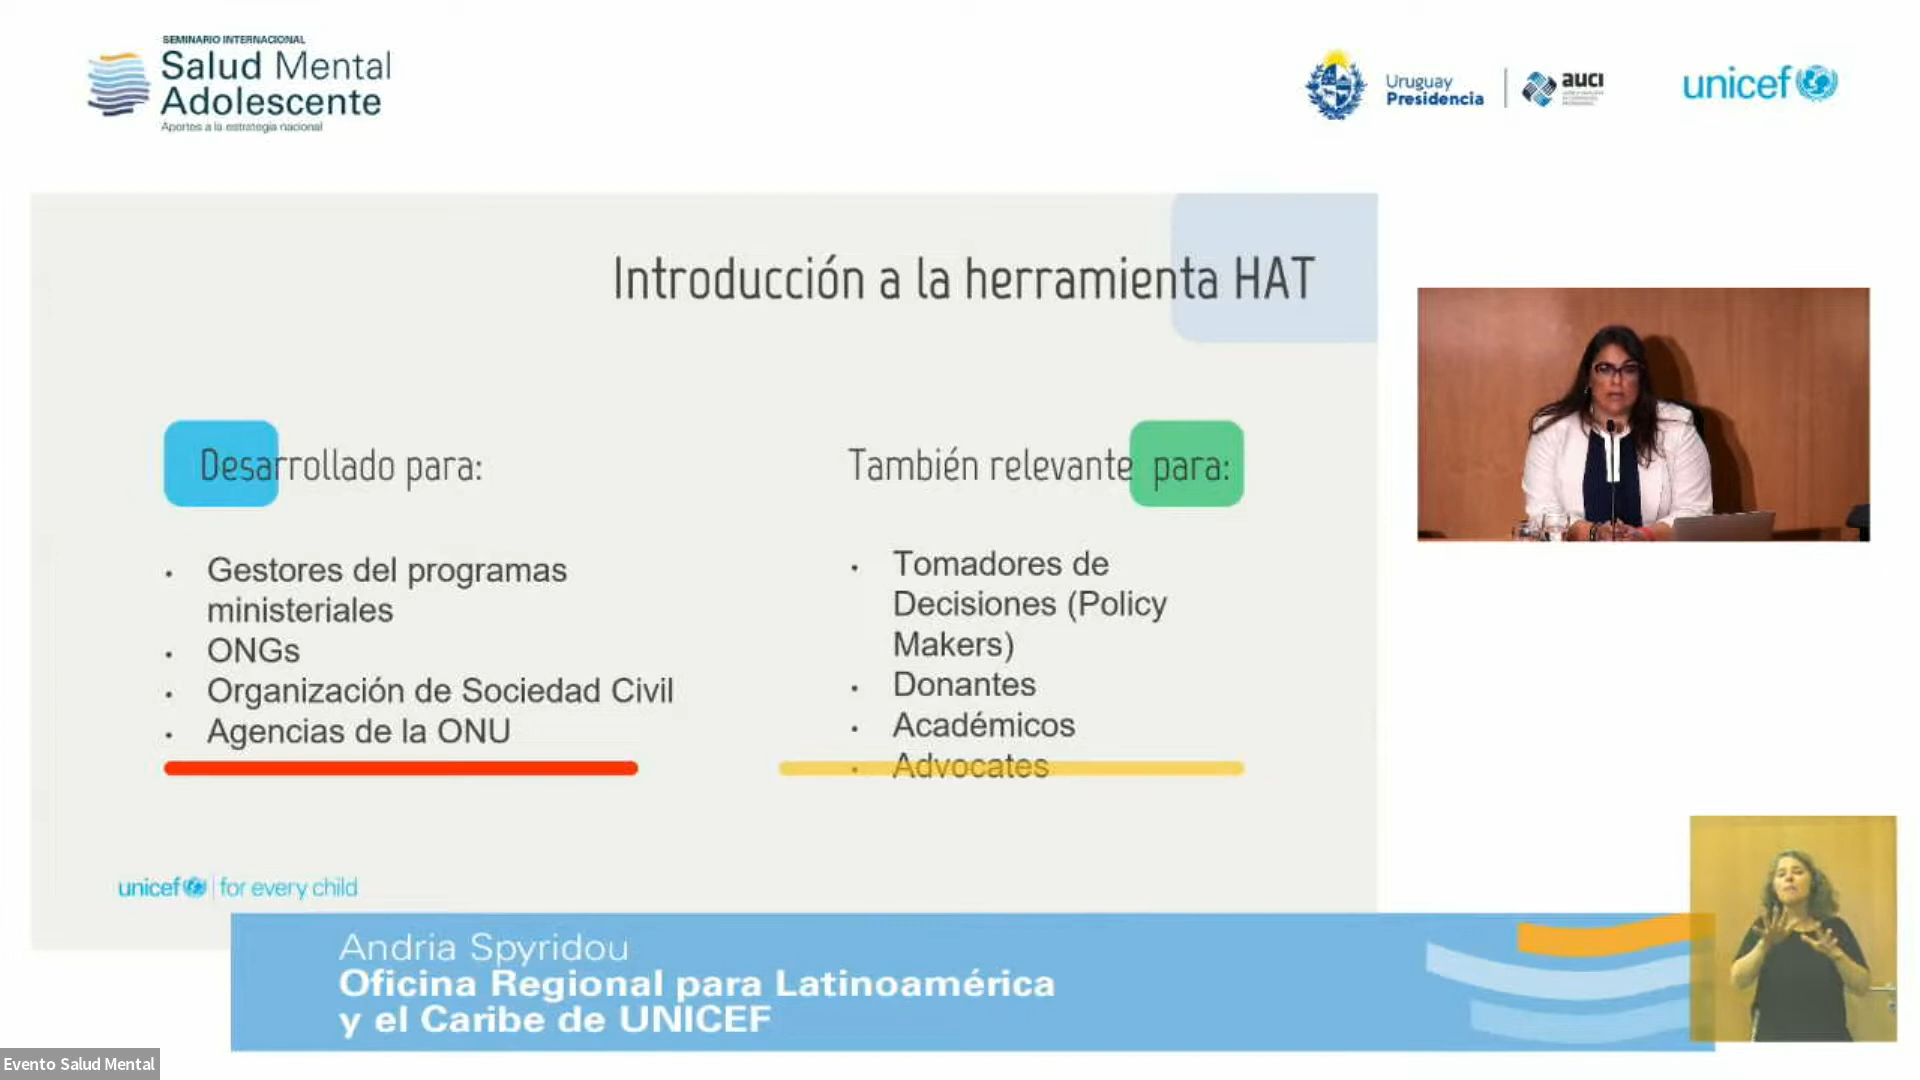 SEMINARIO INTERNACIONAL
Salud Mental
Adolescente
Aportes a la estrategia nacional
Uruguay
Presidencia
auci
unicef
Introducción a la herramienta HAT
Desarrollado para:
• Gestores del programas
ministeriales
• ONGs
• Organización de Sociedad Civil
• Agencias de la ONU
También relevante para:
• Tomadores de
Decisiones (Policy
Makers)
• Donantes
• Académicos
• Advocates
unicef | for every child
Andria Spyridou
Oficina Regional para Latinoamérica
y el Caribe de UNICEF
Evento Salud Mental